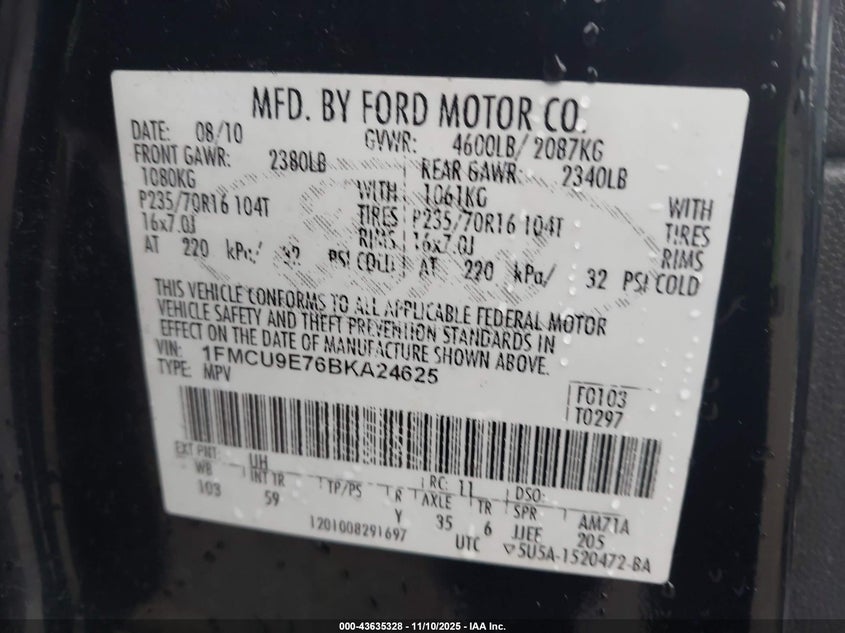 MFD. BY FORD MOTOR CO.
DATE: 08/10 GVWR: 4600LB/ 2087KG
FRONT GAWR: 2380LB REAR GAWR: 2340LB
1080KG WITH 1061KG WITH
P235/70R16 104T TIRES P235/70R16 104T TIRES
16x7.0J RIMS 16x7.0J RIMS
AT 220 kPa/ 32 PSI COLD AT 220 kPa/ 32 PSI COLD
THIS VEHICLE CONFORMS TO ALL APPLICABLE FEDERAL MOTOR
VEHICLE SAFETY AND THEFT PREVENTION STANDARDS IN
EFFECT ON THE DATE OF MANUFACTURE SHOWN ABOVE.
VIN: 1FMCU9E76BKA24625
TYPE: MPV
F0103
T0297
EXT PNT: UH RC: 11 DSO:
WB INT TR TP/PS R AXLE TR SPR AM71A
103 59 Y 35 6 JJEE 205
1201008291697 UTC ▽5U5A-1520472-BA
000-43635328 - 11/10/2025 - IAA Inc.